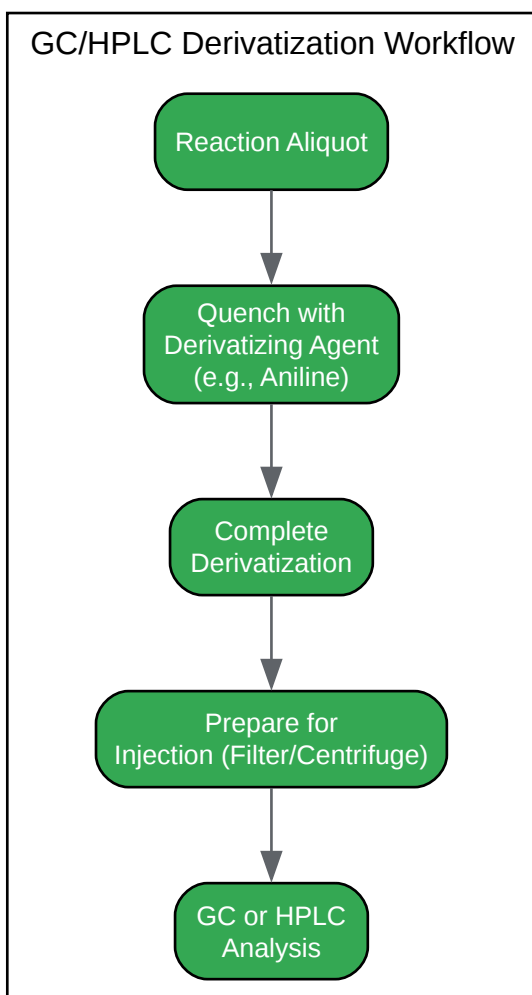 GC/HPLC Derivatization Workflow
Reaction Aliquot
Quench with
Derivatizing Agent
(e.g., Aniline)
Complete
Derivatization
Prepare for
Injection (Filter/Centrifuge)
GC or HPLC
Analysis